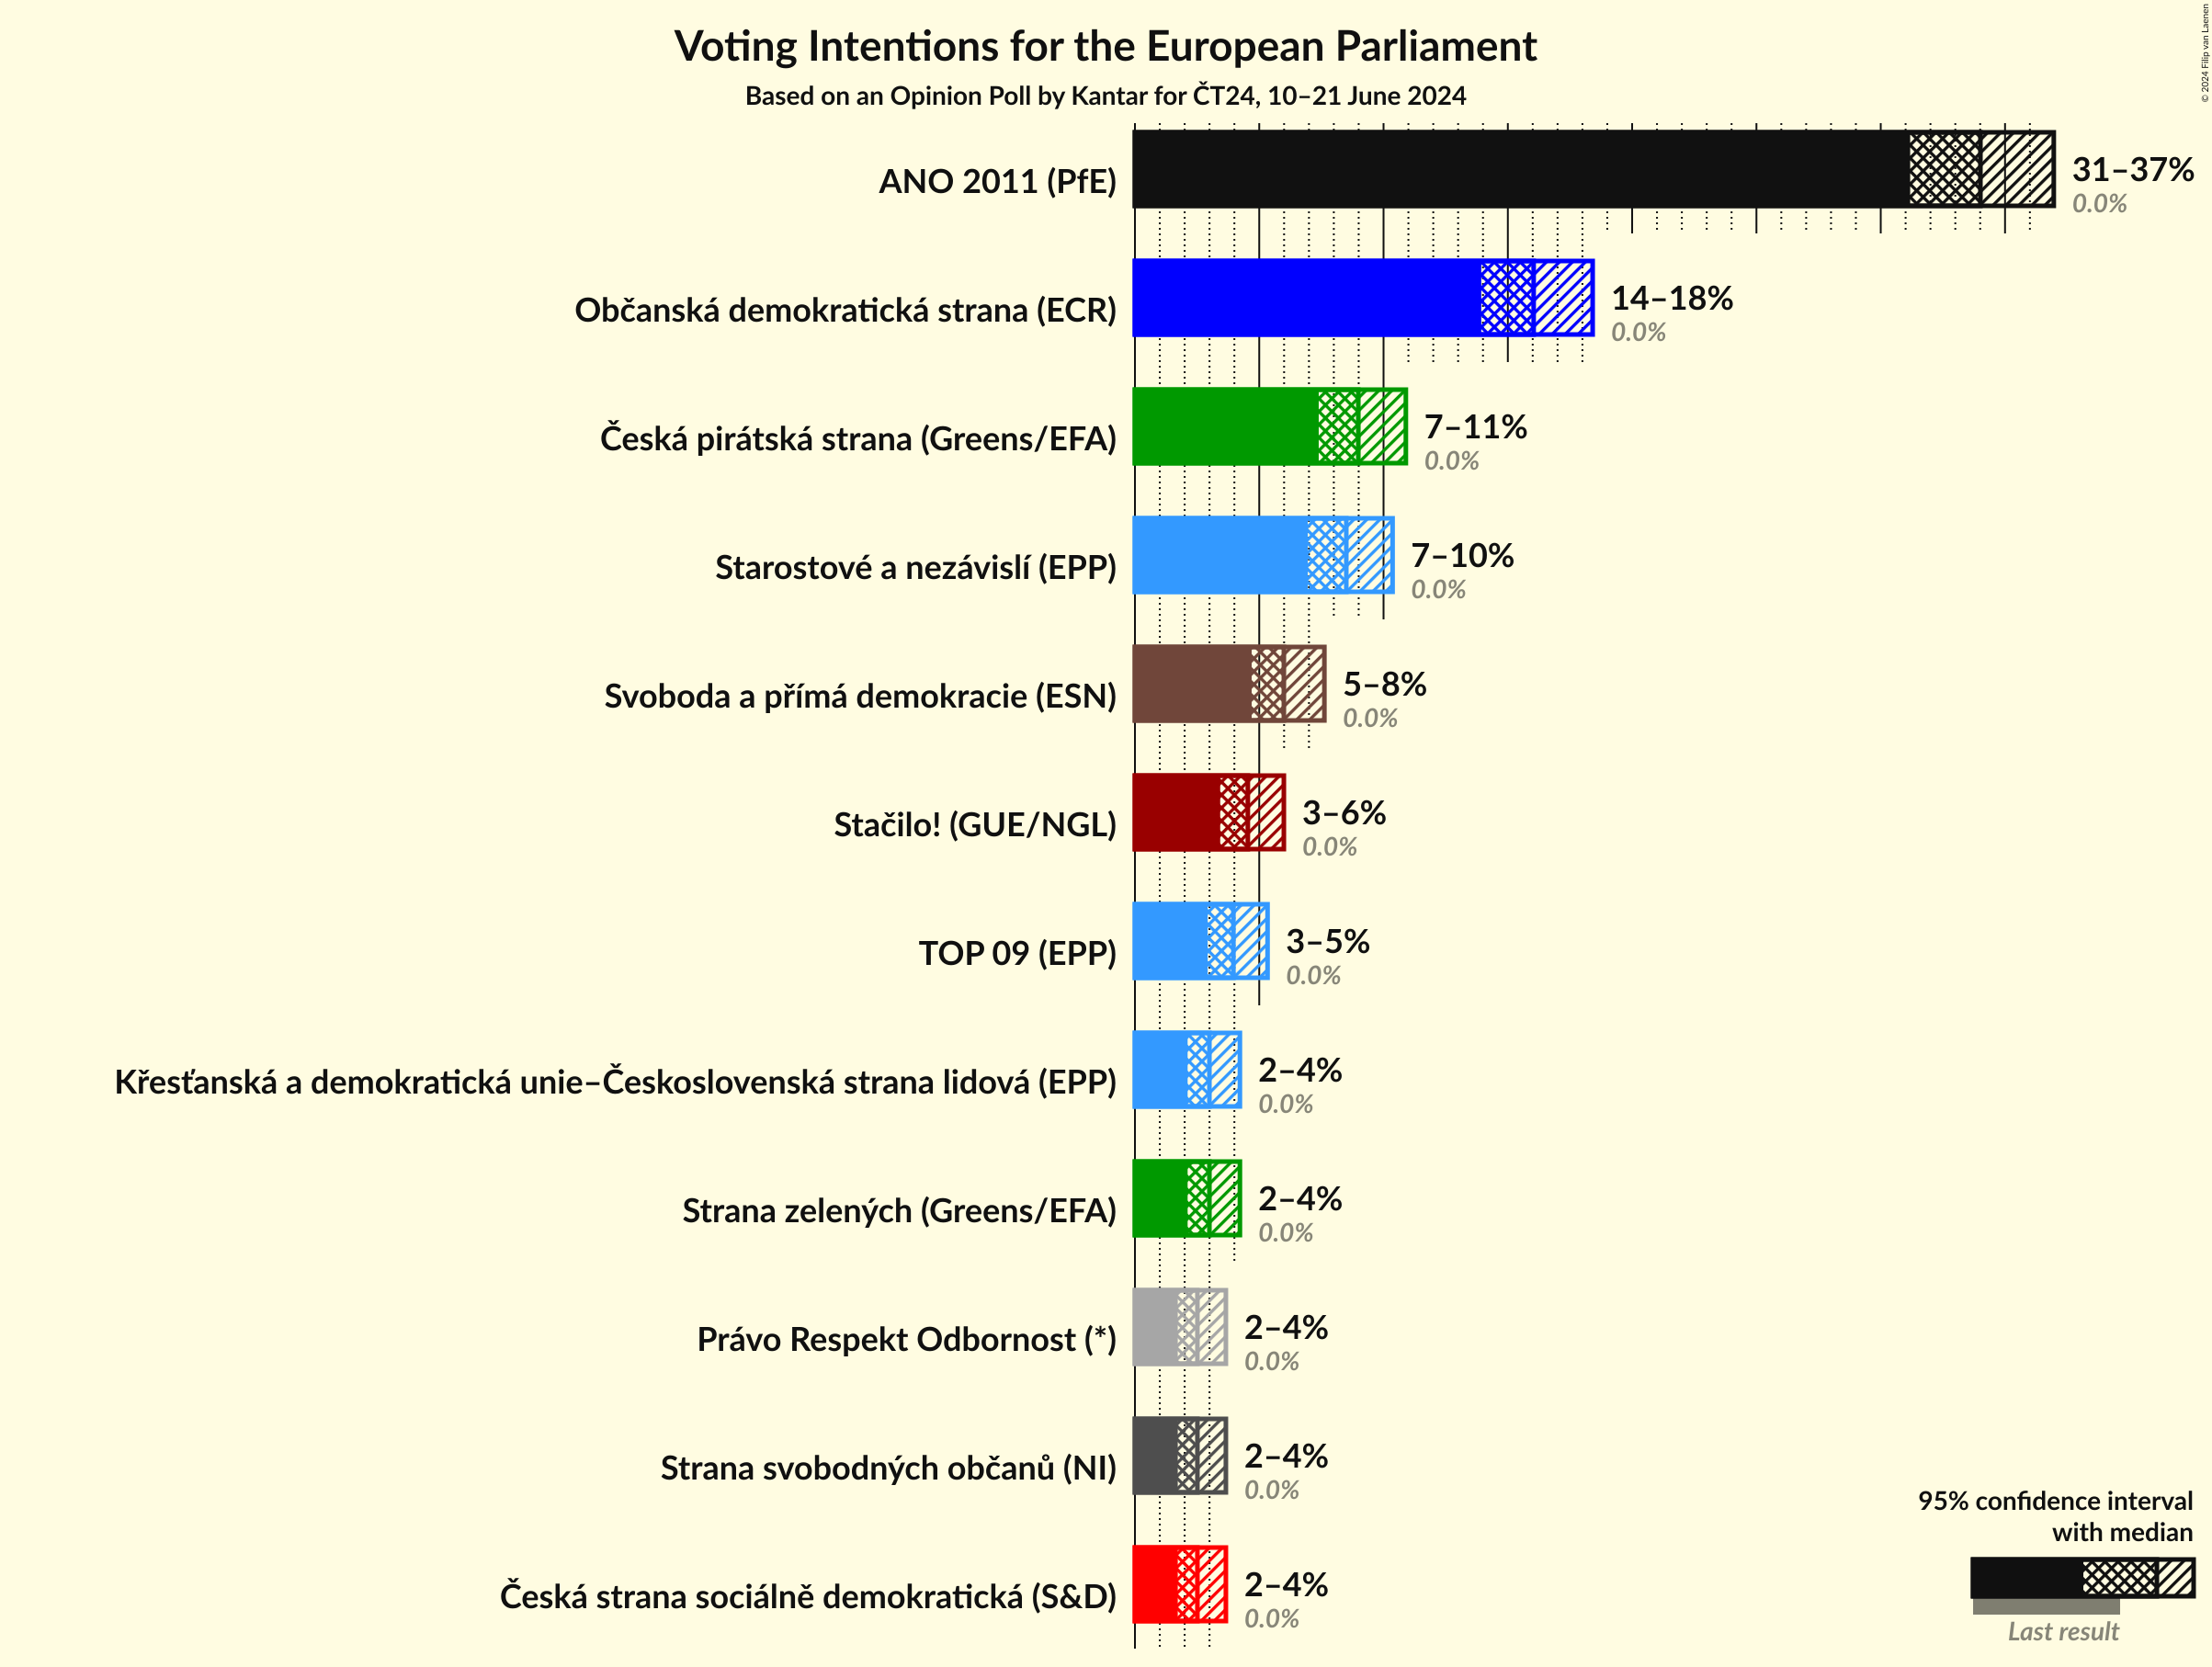 Voting Intentions for the European Parliament
Based on an Opinion Poll by Kantar for ČT24, 10–21 June 2024
© 2024 Filip van Laenen
ANO 2011 (PfE)
31–37%
0.0%
Občanská demokratická strana (ECR)
14–18%
0.0%
Česká pirátská strana (Greens/EFA)
7–11%
0.0%
Starostové a nezávislí (EPP)
7–10%
0.0%
Svoboda a přímá demokracie (ESN)
5–8%
0.0%
Stačilo! (GUE/NGL)
3–6%
0.0%
TOP 09 (EPP)
3–5%
0.0%
Křesťanská a demokratická unie–Československá strana lidová (EPP)
2–4%
0.0%
Strana zelených (Greens/EFA)
2–4%
0.0%
Právo Respekt Odbornost (*)
2–4%
0.0%
Strana svobodných občanů (NI)
2–4%
0.0%
Česká strana sociálně demokratická (S&D)
2–4%
0.0%
95% confidence interval
with median
Last result